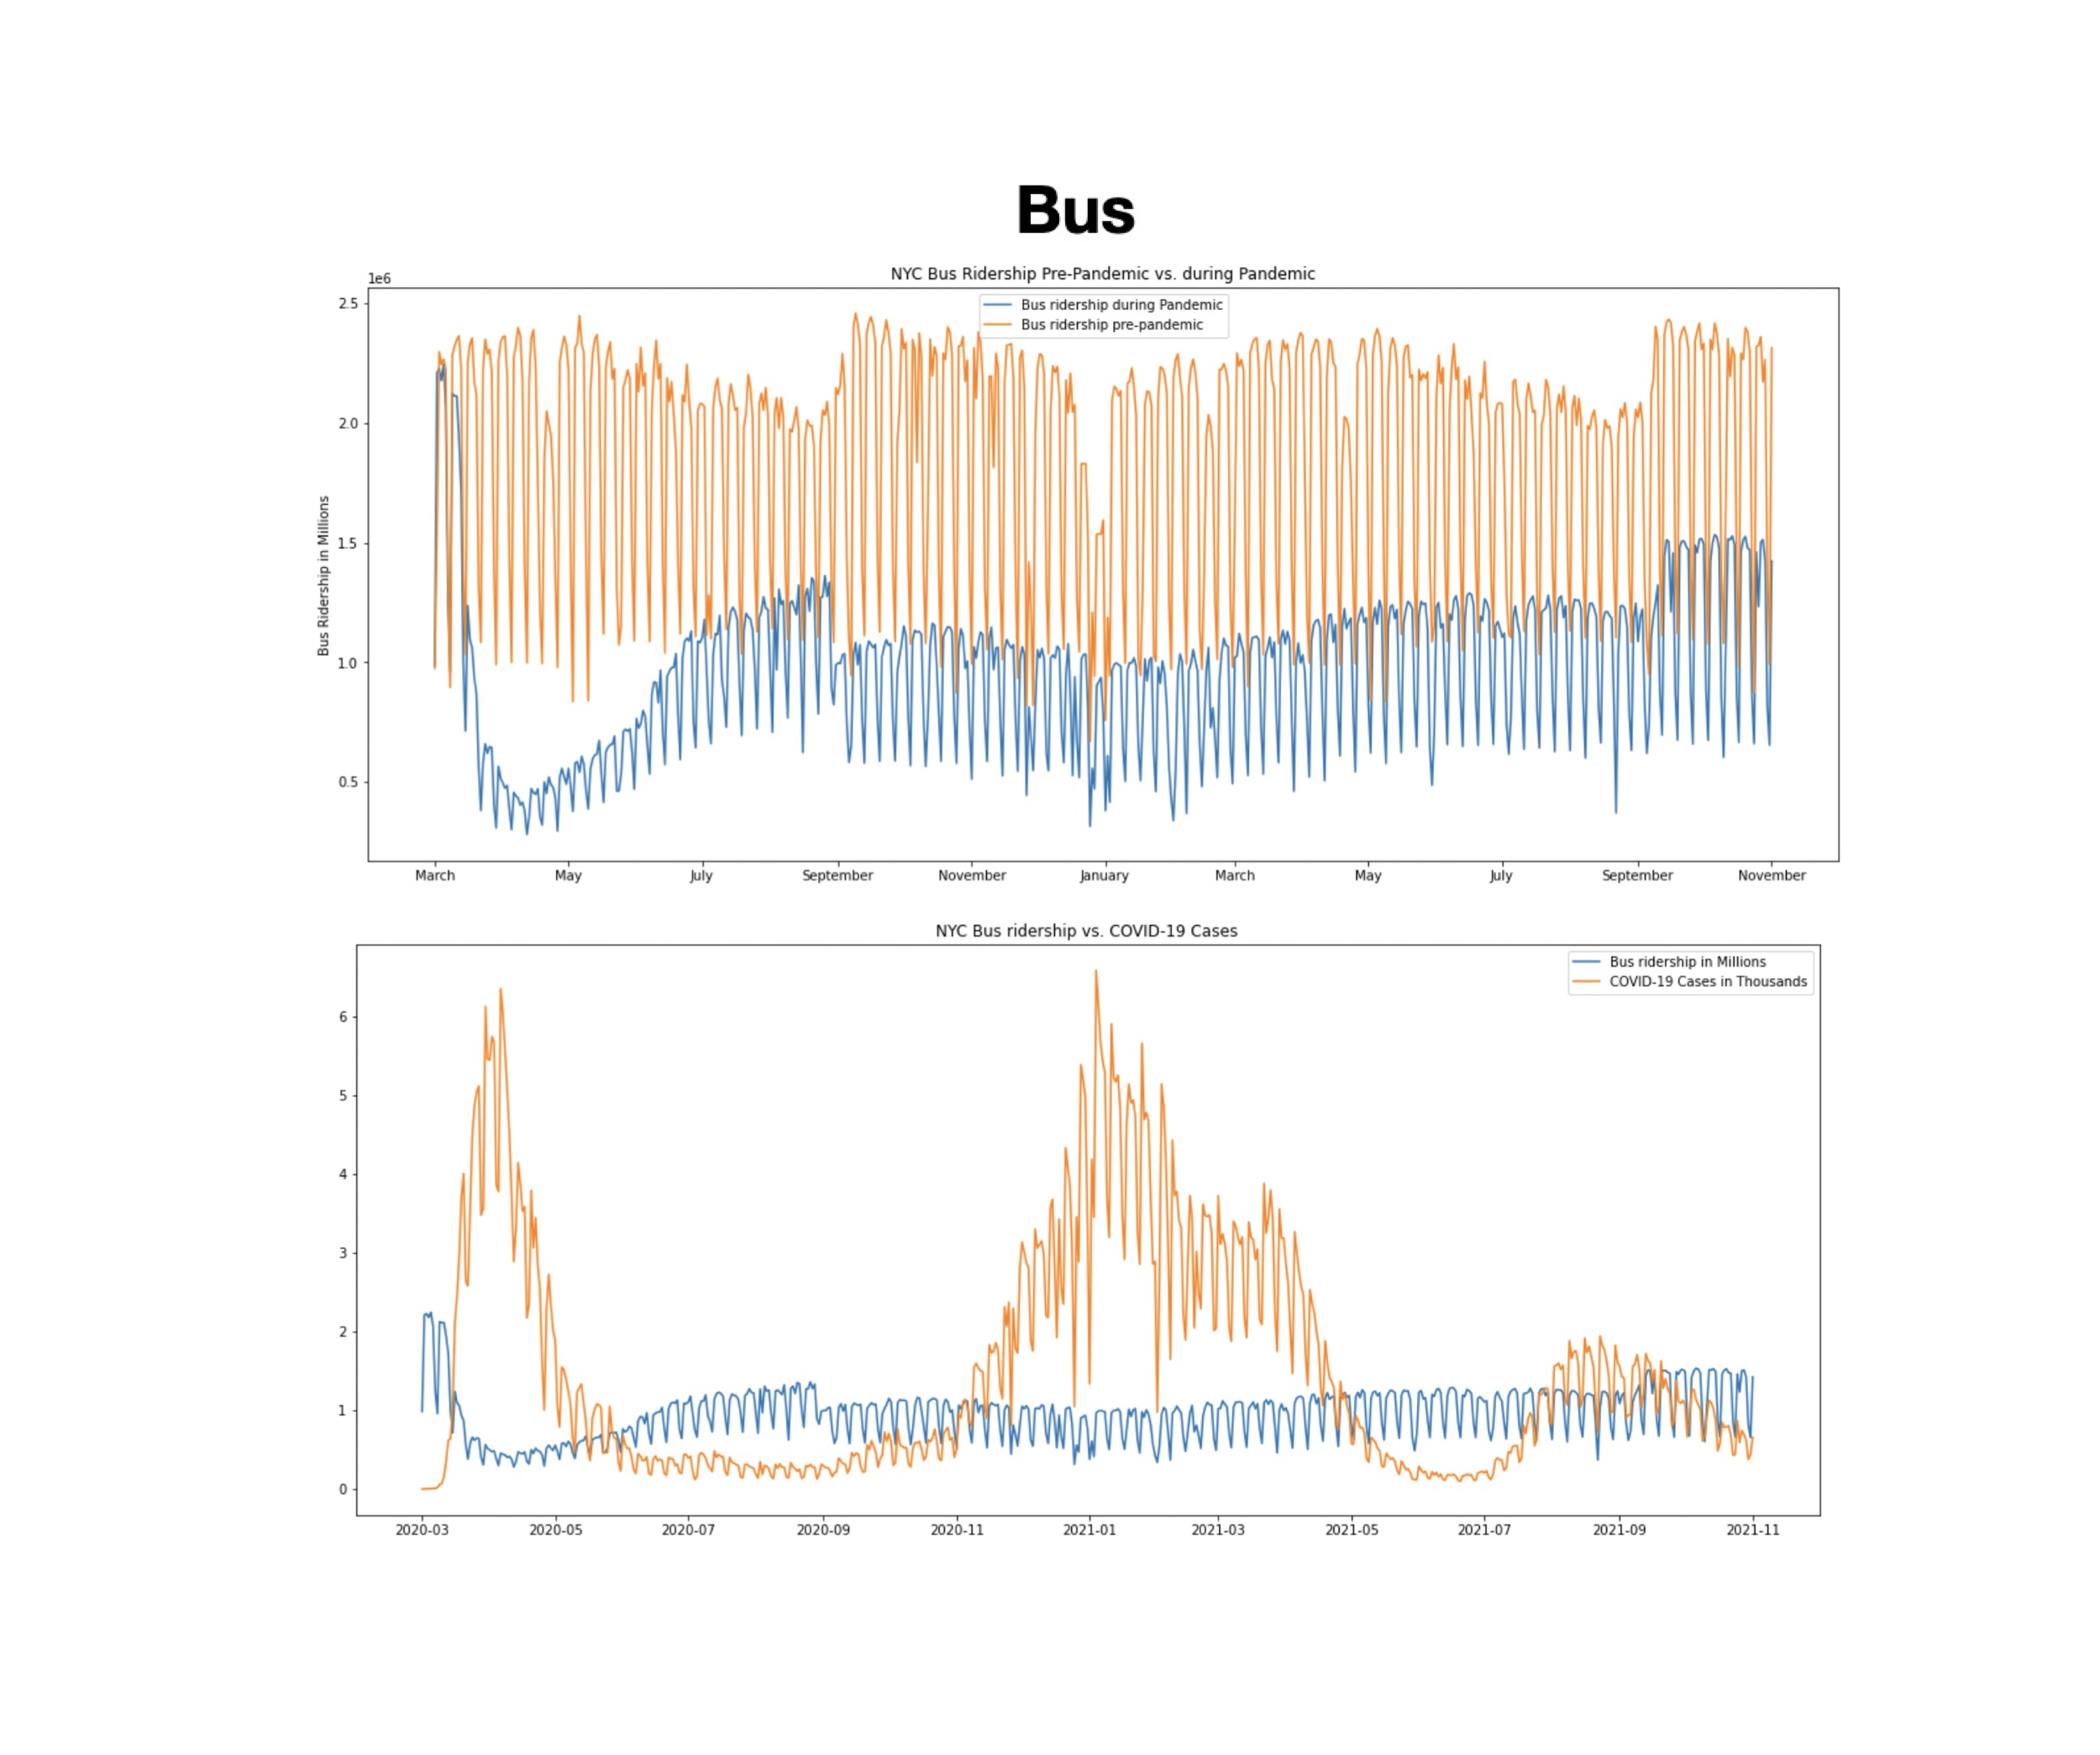 Bus
NYC Bus Ridership Pre-Pandemic vs. during Pandemic
1e6
Bus ridership during Pandemic
Bus ridership pre-pandemic
2.5
2.0
1.5
1.0
0.5
Bus Ridership in Millions
March May July September November January March May July September November
NYC Bus ridership vs. COVID-19 Cases
Bus ridership in Millions
COVID-19 Cases in Thousands
6
5
4
3
2
1
0
2020-03 2020-05 2020-07 2020-09 2020-11 2021-01 2021-03 2021-05 2021-07 2021-09 2021-11